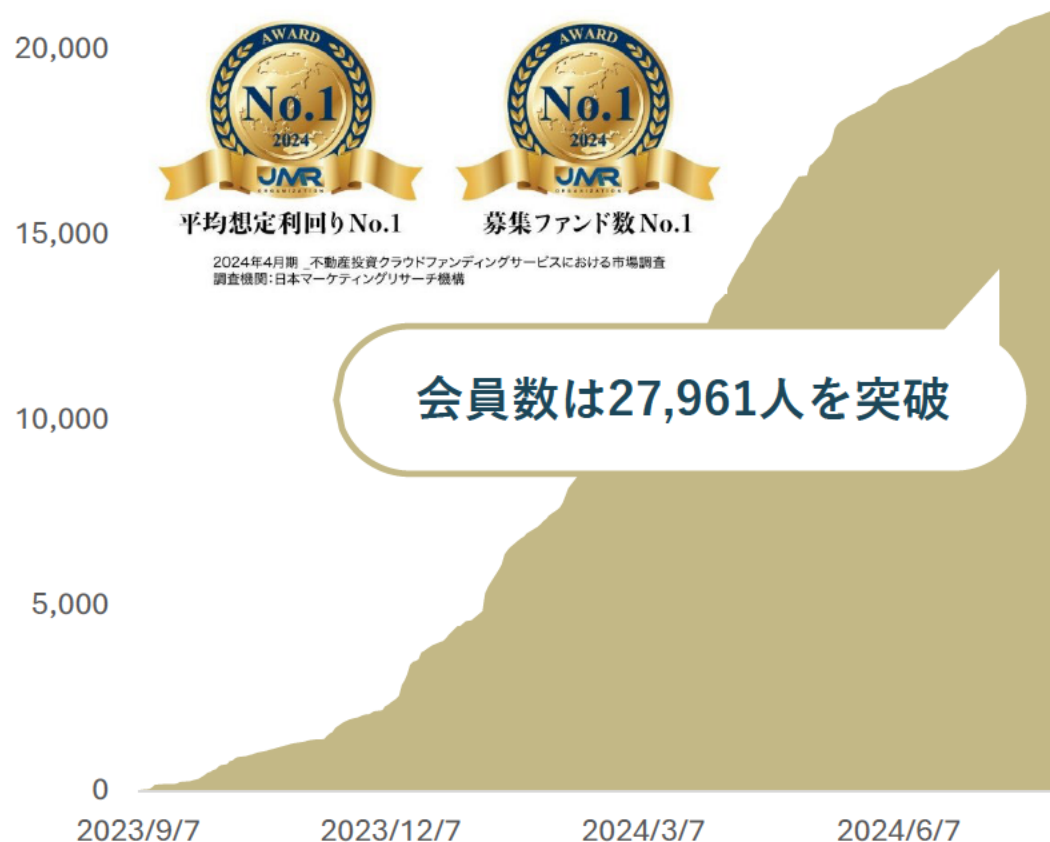 20,000
15,000
10,000
5,000
0
AWARD
No.1
2024
JMR
ORGANIZATION
平均想定利回りNo.1
AWARD
No.1
2024
JMR
ORGANIZATION
募集ファンド数No.1
2024年4月期 _不動産投資クラウドファンディングサービスにおける市場調査
調査機関:日本マーケティングリサーチ機構
会員数は27,961人を突破
2023/9/7 2023/12/7 2024/3/7 2024/6/7